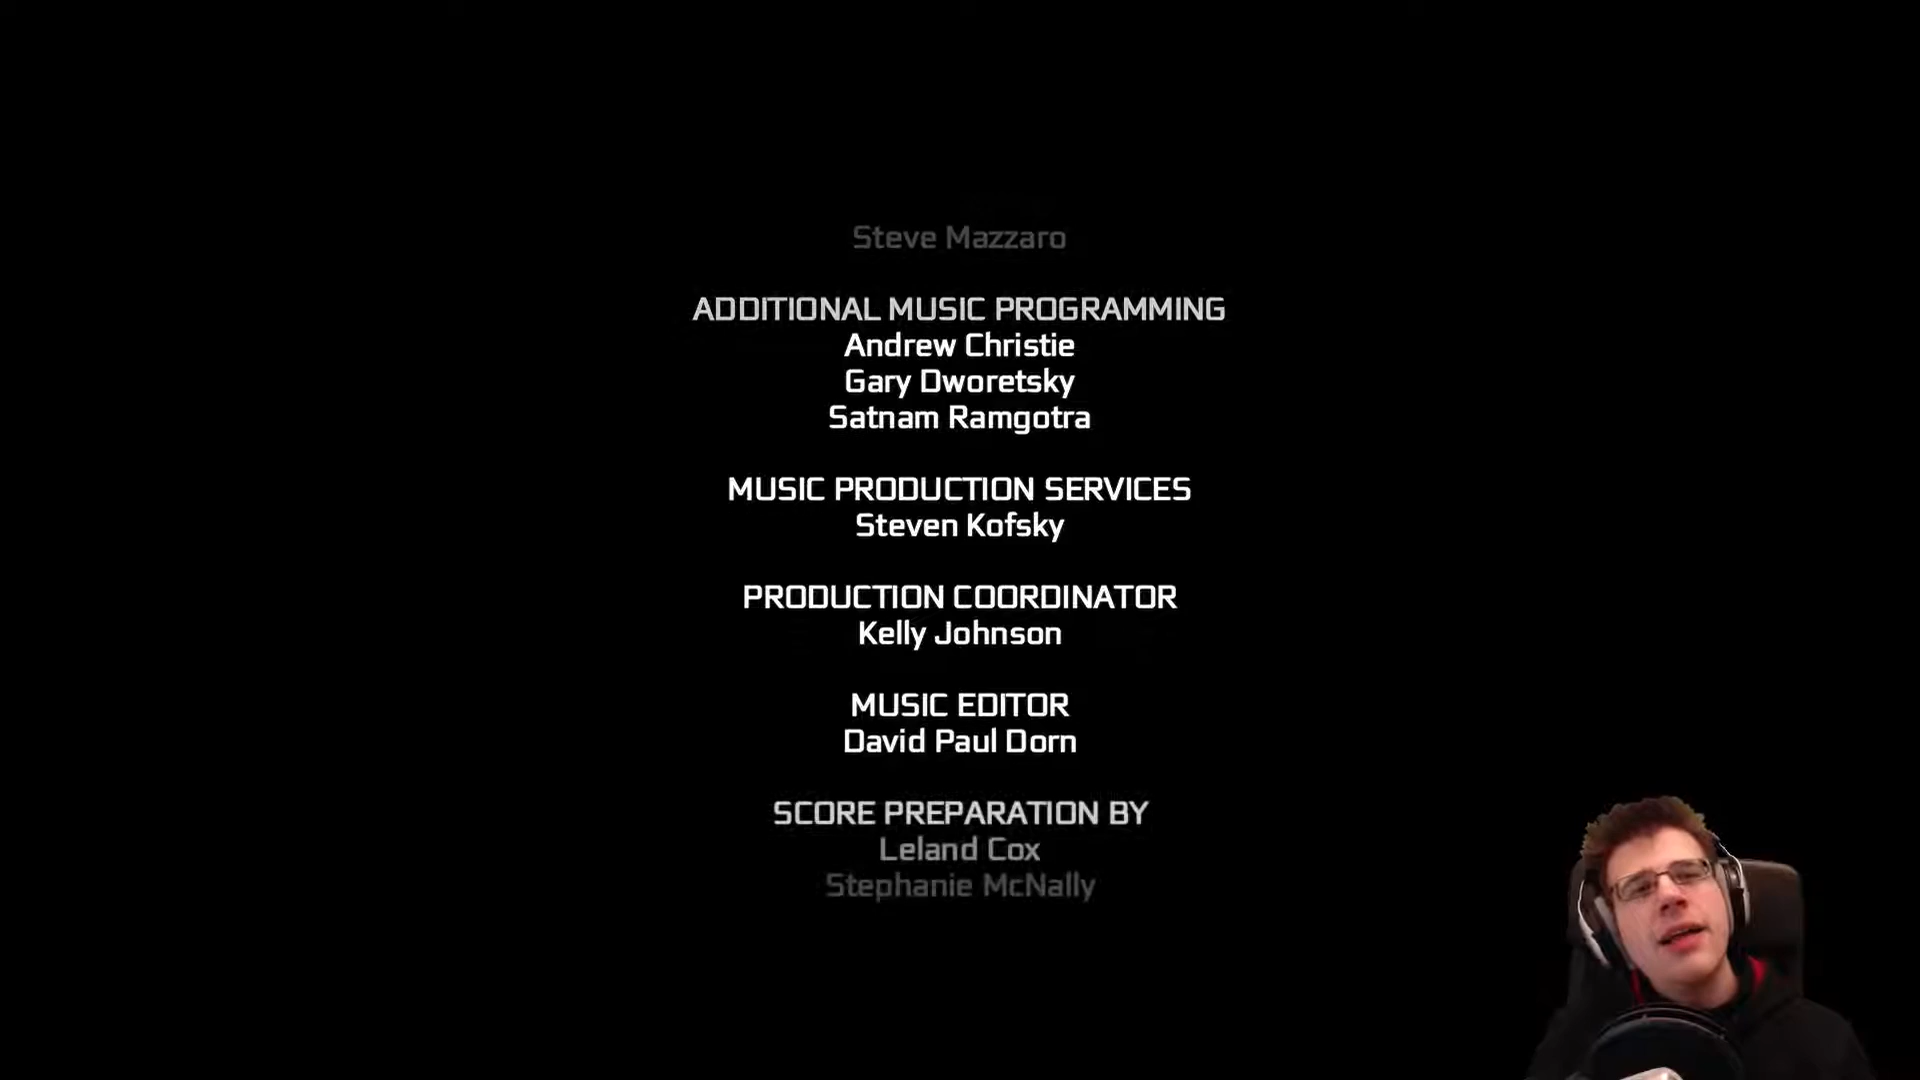 Steve Mazzaro
ADDITIONAL MUSIC PROGRAMMING
Andrew Christie
Gary Dworetsky
Satnam Ramgotra
MUSIC PRODUCTION SERVICES
Steven Kofsky
PRODUCTION COORDINATOR
Kelly Johnson
MUSIC EDITOR
David Paul Dorn
SCORE PREPARATION BY
Leland Cox
Stephanie McNally